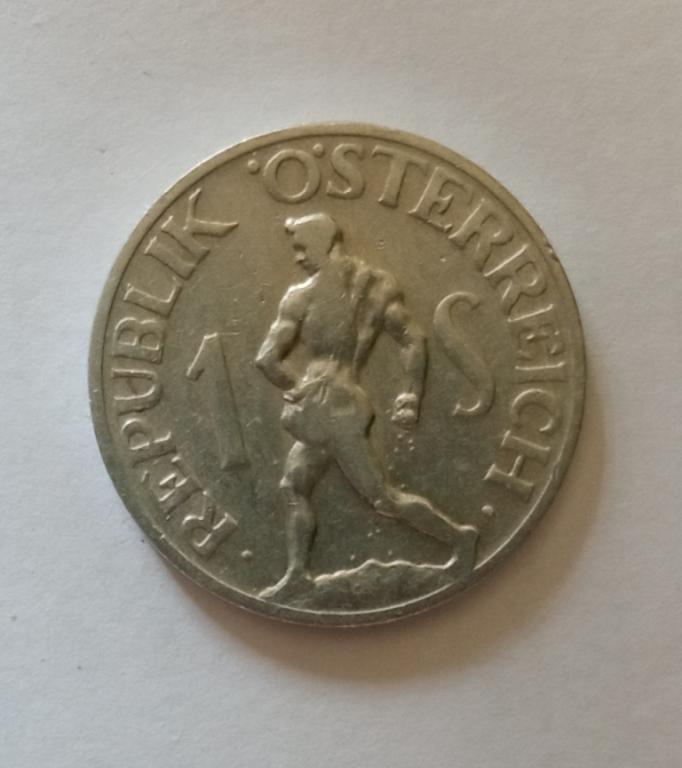 · REPUBLIK ÖSTERREICH ·
1 S